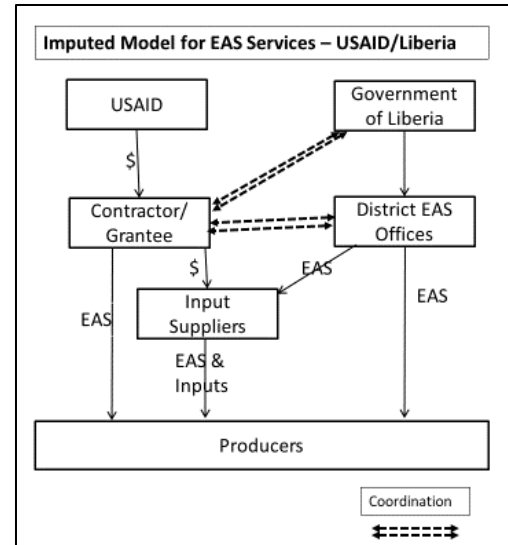 Imputed Model for EAS Services – USAID/Liberia
USAID
Government
of Liberia
$
Contractor/
Grantee
District EAS
Offices
$
EAS
Input
Suppliers
EAS
EAS
EAS &
Inputs
Producers
Coordination